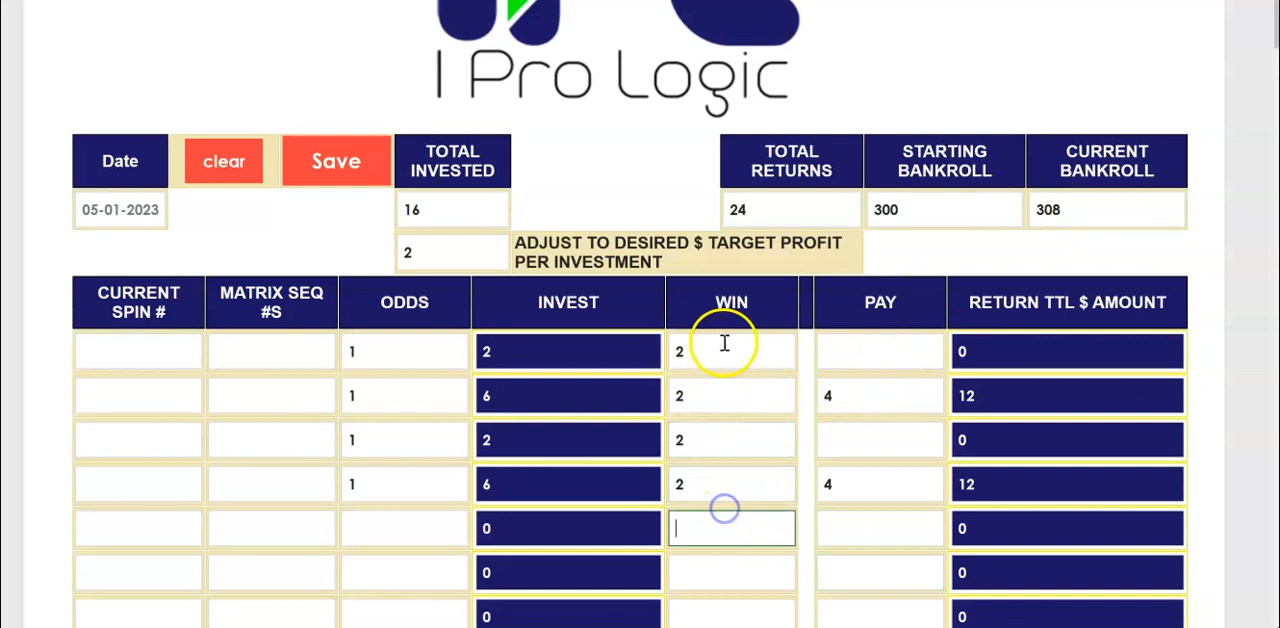 I Pro Logic
Date
clear
Save
TOTAL
INVESTED
TOTAL
RETURNS
STARTING
BANKROLL
CURRENT
BANKROLL
05-01-2023
16
24
300
308
2
ADJUST TO DESIRED $ TARGET PROFIT
PER INVESTMENT
CURRENT
SPIN #
MATRIX SEQ
#S
ODDS
INVEST
WIN
PAY
RETURN TTL $ AMOUNT
1 2 2 0
1 6 2 4 12
1 2 2 0
1 6 2 4 12
0 0
0 0
0 0